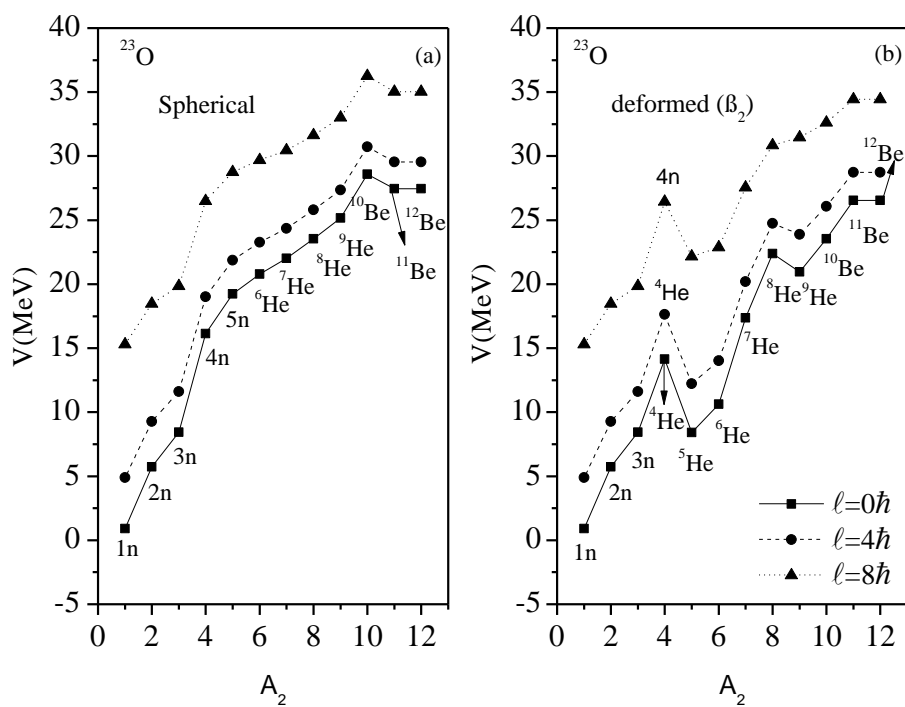 40
35
30
25
20
15
10
5
0
-5
V(MeV)
²³O
(a)
Spherical
1n
2n
3n
4n
5n
⁶He
⁷He
⁸He
⁹He
¹⁰Be
¹¹Be
¹²Be
0 2 4 6 8 10 12
A₂
40
35
30
25
20
15
10
5
0
-5
V(MeV)
²³O
(b)
deformed (ß₂)
4n
⁴He
1n
2n
3n
⁴He
⁵He
⁶He
⁷He
⁸He
⁹He
¹⁰Be
¹¹Be
¹²Be
ℓ=0ℏ
ℓ=4ℏ
ℓ=8ℏ
0 2 4 6 8 10 12
A₂